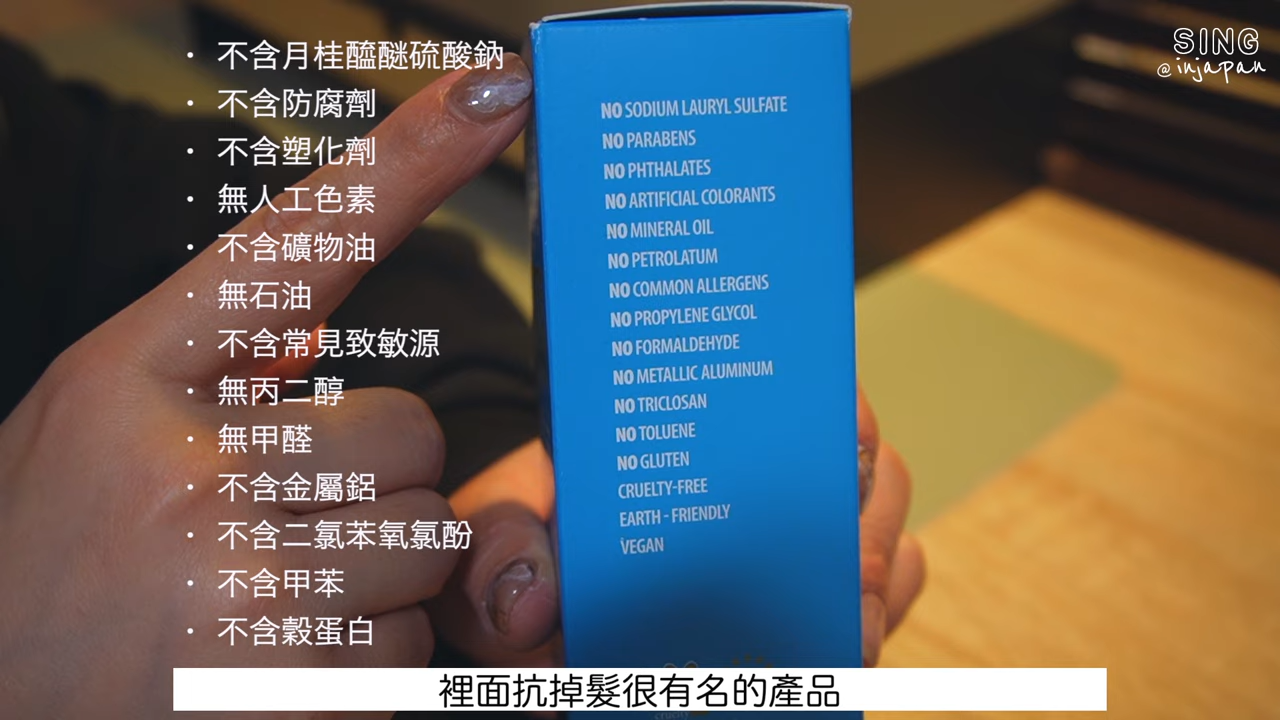 ・ 不含月桂醯醚硫酸鈉
・ 不含防腐劑
・ 不含塑化劑
・ 無人工色素
・ 不含礦物油
・ 無石油
・ 不含常見致敏源
・ 無丙二醇
・ 無甲醛
・ 不含金屬鋁
・ 不含二氯苯氧氯酚
・ 不含甲苯
・ 不含穀蛋白
NO SODIUM LAURYL SULFATE
NO PARABENS
NO PHTHALATES
NO ARTIFICIAL COLORANTS
NO MINERAL OIL
NO PETROLATUM
NO COMMON ALLERGENS
NO PROPYLENE GLYCOL
NO FORMALDEHYDE
NO METALLIC ALUMINUM
NO TRICLOSAN
NO TOLUENE
NO GLUTEN
CRUELTY-FREE
EARTH - FRIENDLY
VEGAN
SING
@injapan
裡面抗掉髮很有名的產品